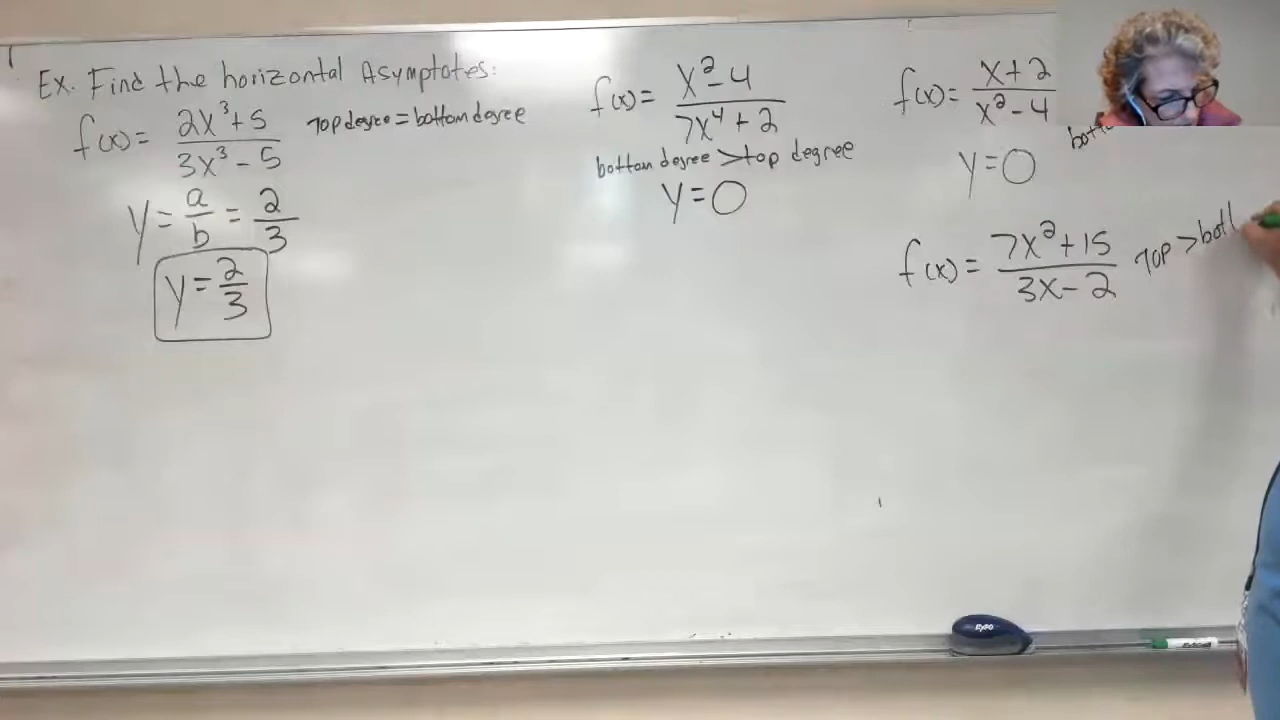 Ex. Find the horizontal Asymptotes:
f(x) = 2x³+5 / 3x³-5
Top degree = bottom degree
y = a/b = 2/3
y = 2/3
f(x) = x²-4 / 7x⁴+2
bottom degree > top degree
y = 0
f(x) = x+2 / x²-4
y = 0
f(x) = 7x²+15 / 3x-2
Top > bott
EXPO